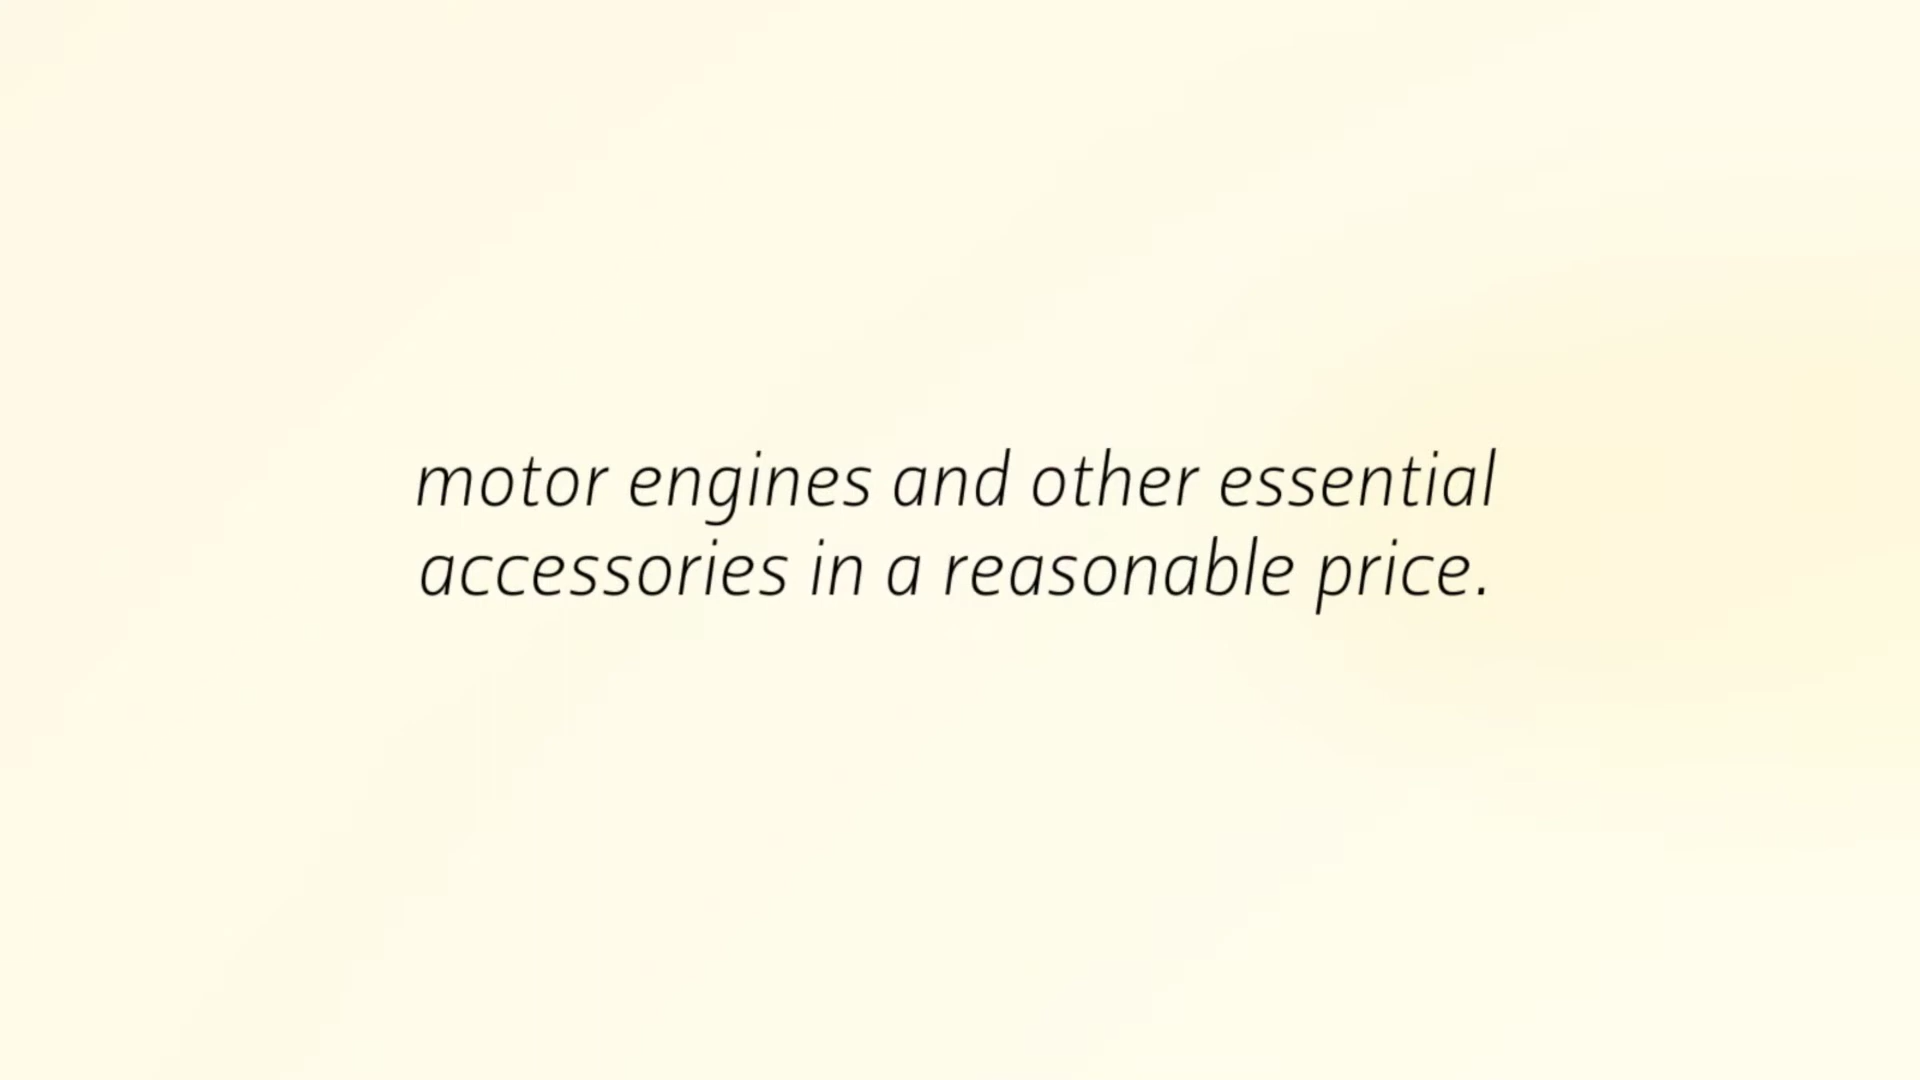 motor engines and other essential
accessories in a reasonable price.